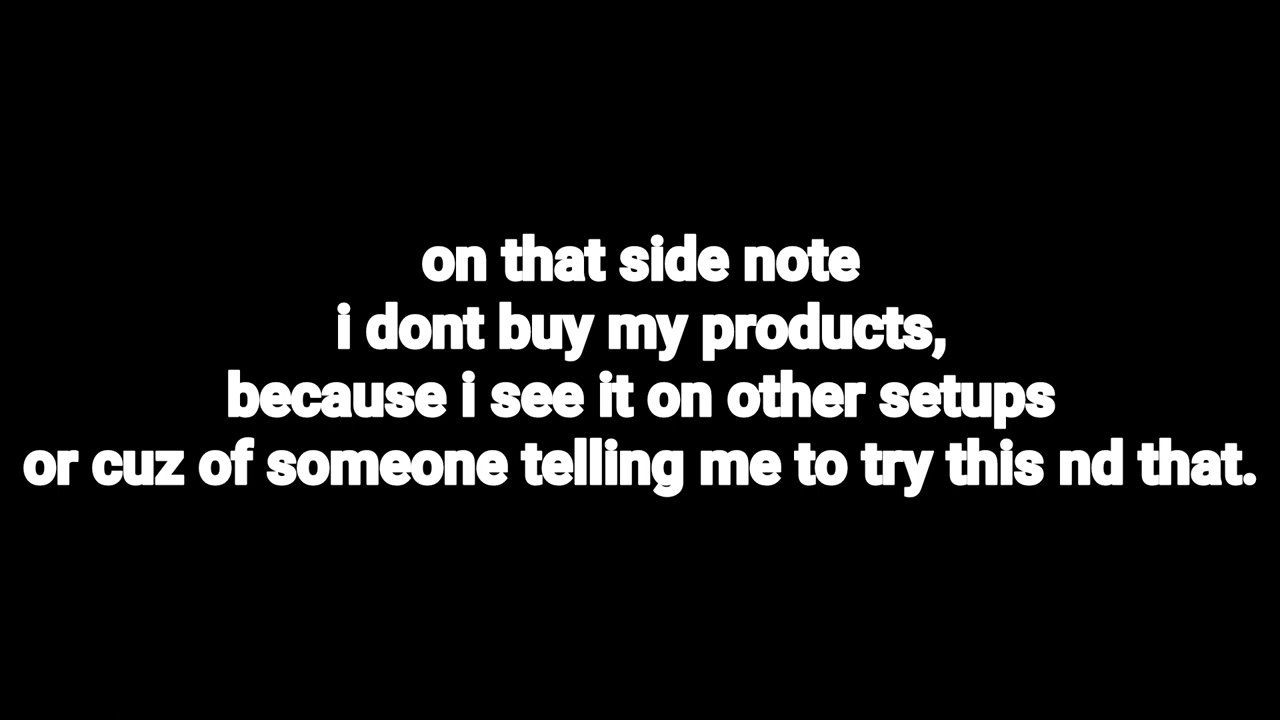 on that side note
i dont buy my products,
because i see it on other setups
or cuz of someone telling me to try this nd that.